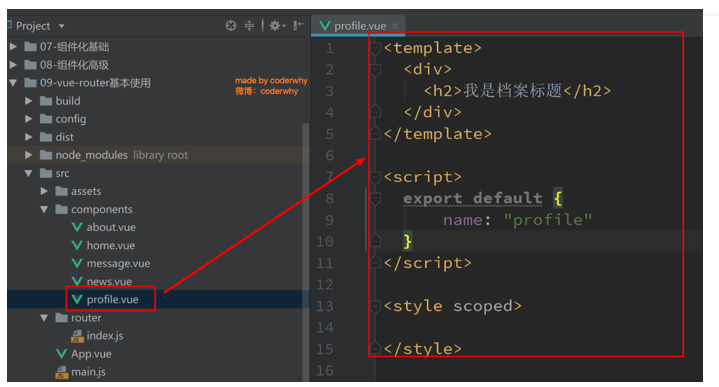 Project
profile.vue
07-组件化基础
08-组件化高级
09-vue-router基本使用
made by coderwhy
微博：coderwhy
build
config
dist
node_modules library root
src
assets
components
about.vue
home.vue
message.vue
news.vue
profile.vue
router
index.js
App.vue
main.js
1 <template>
2 <div>
3 <h2>我是档案标题</h2>
4 </div>
5 </template>
6
7 <script>
8 export default {
9 name: "profile"
10 }
11 </script>
12
13 <style scoped>
14
15 </style>
16